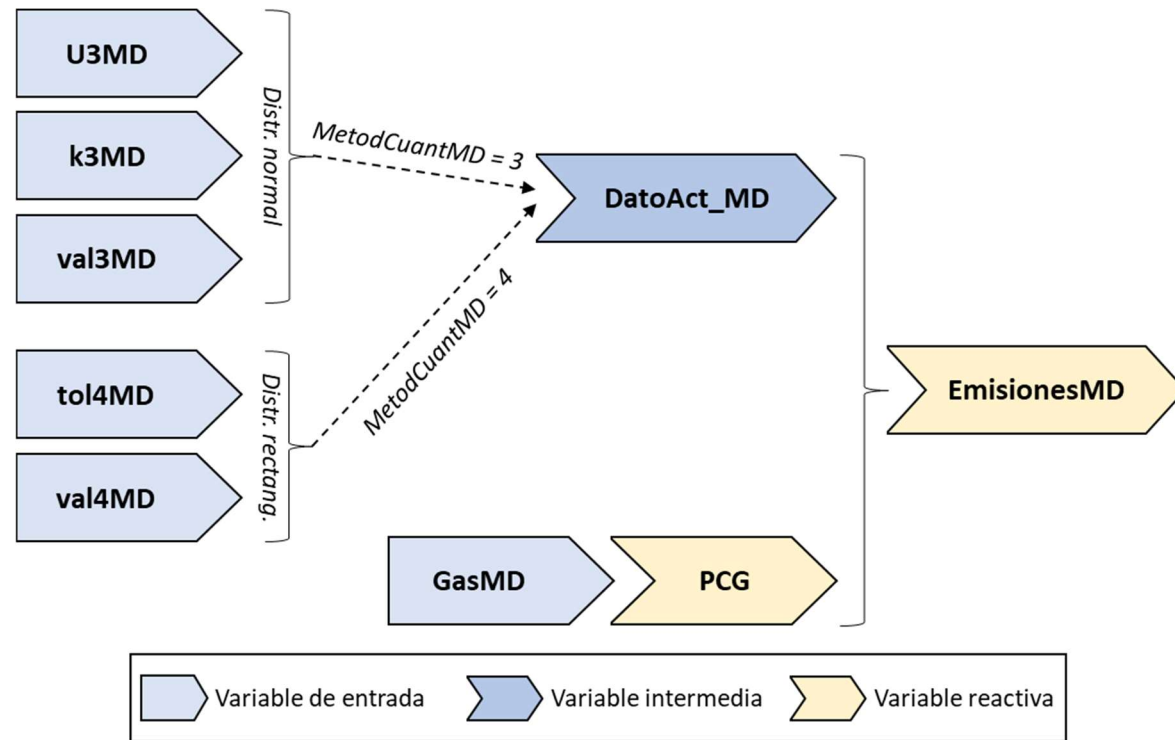 U3MD
k3MD
val3MD
Distr. normal
MetodCuantMD = 3
DatoAct_MD
tol4MD
val4MD
Distr. rectang.
MetodCuantMD = 4
EmisionesMD
GasMD
PCG
Variable de entrada
Variable intermedia
Variable reactiva